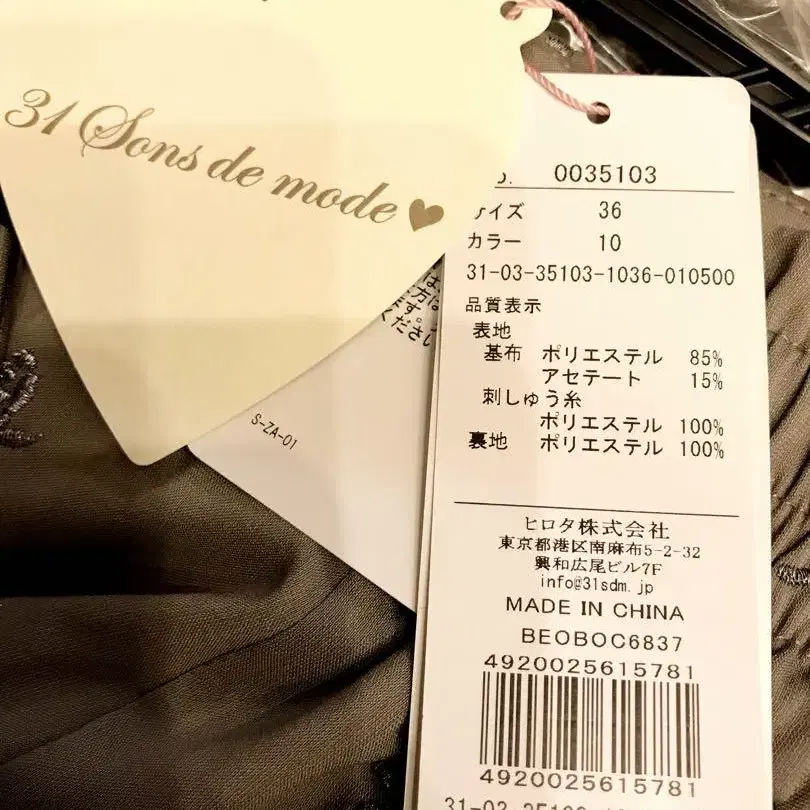 31 Sons de mode ♥
0035103
サイズ 36
カラー 10
31-03-35103-1036-010500
品質表示
表地
基布 ポリエステル 85%
アセテート 15%
刺しゅう糸
ポリエステル 100%
裏地 ポリエステル 100%
ヒロタ株式会社
東京都港区南麻布5-2-32
興和広尾ビル7F
info@31sdm.jp
MADE IN CHINA
BEOBOC6837
4920025615781
4920025615781
S-ZA-01